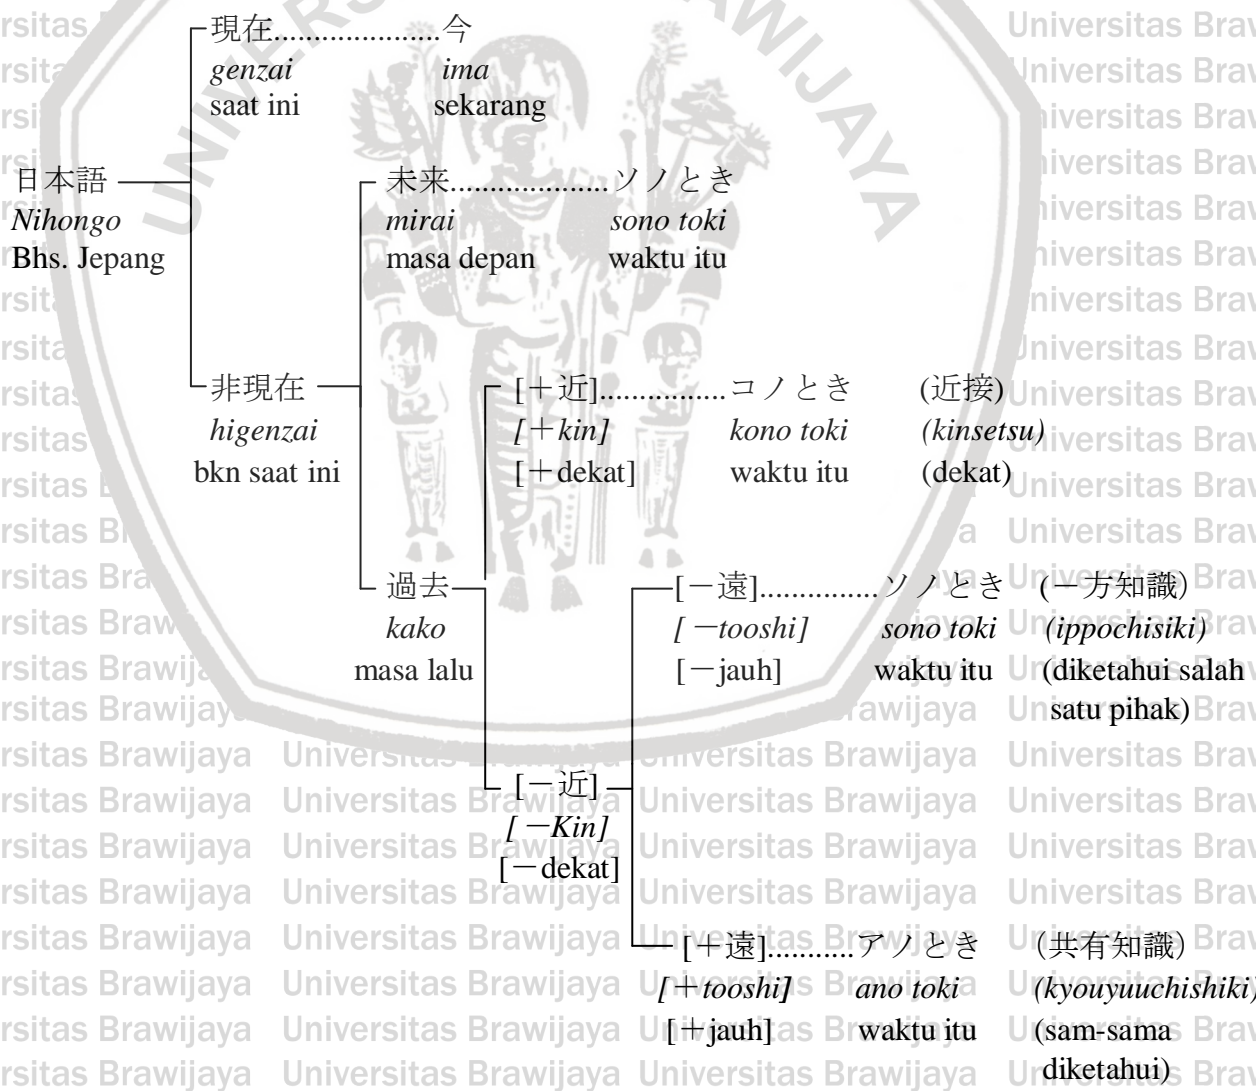 現在.....................今
genzai ima
saat ini sekarang
日本語 未来....................ソノとき
Nihongo mirai sono toki
Bhs. Jepang masa depan waktu itu
非現在 [＋近]................コノとき (近接)
higenzai [＋kin] kono toki (kinsetsu)
bkn saat ini [＋dekat] waktu itu (dekat)
過去 [－遠]...............ソノとき (一方知識)
kako [－tooshi] sono toki (ippochisiki)
masa lalu [－jauh] waktu itu (diketahui salah
satu pihak)
[－近]
[－Kin]
[－dekat]
[＋遠]...........アノとき (共有知識)
[＋tooshi] ano toki (kyouyuuchishiki)
[＋jauh] waktu itu (sam-sama
diketahui)